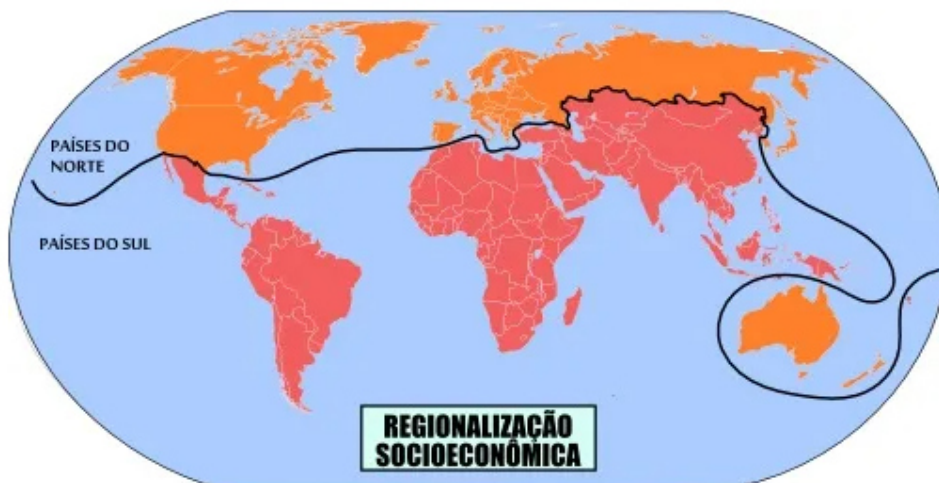 PAÍSES DO
NORTE
PAÍSES DO SUL
REGIONALIZAÇÃO
SOCIOECONÔMICA